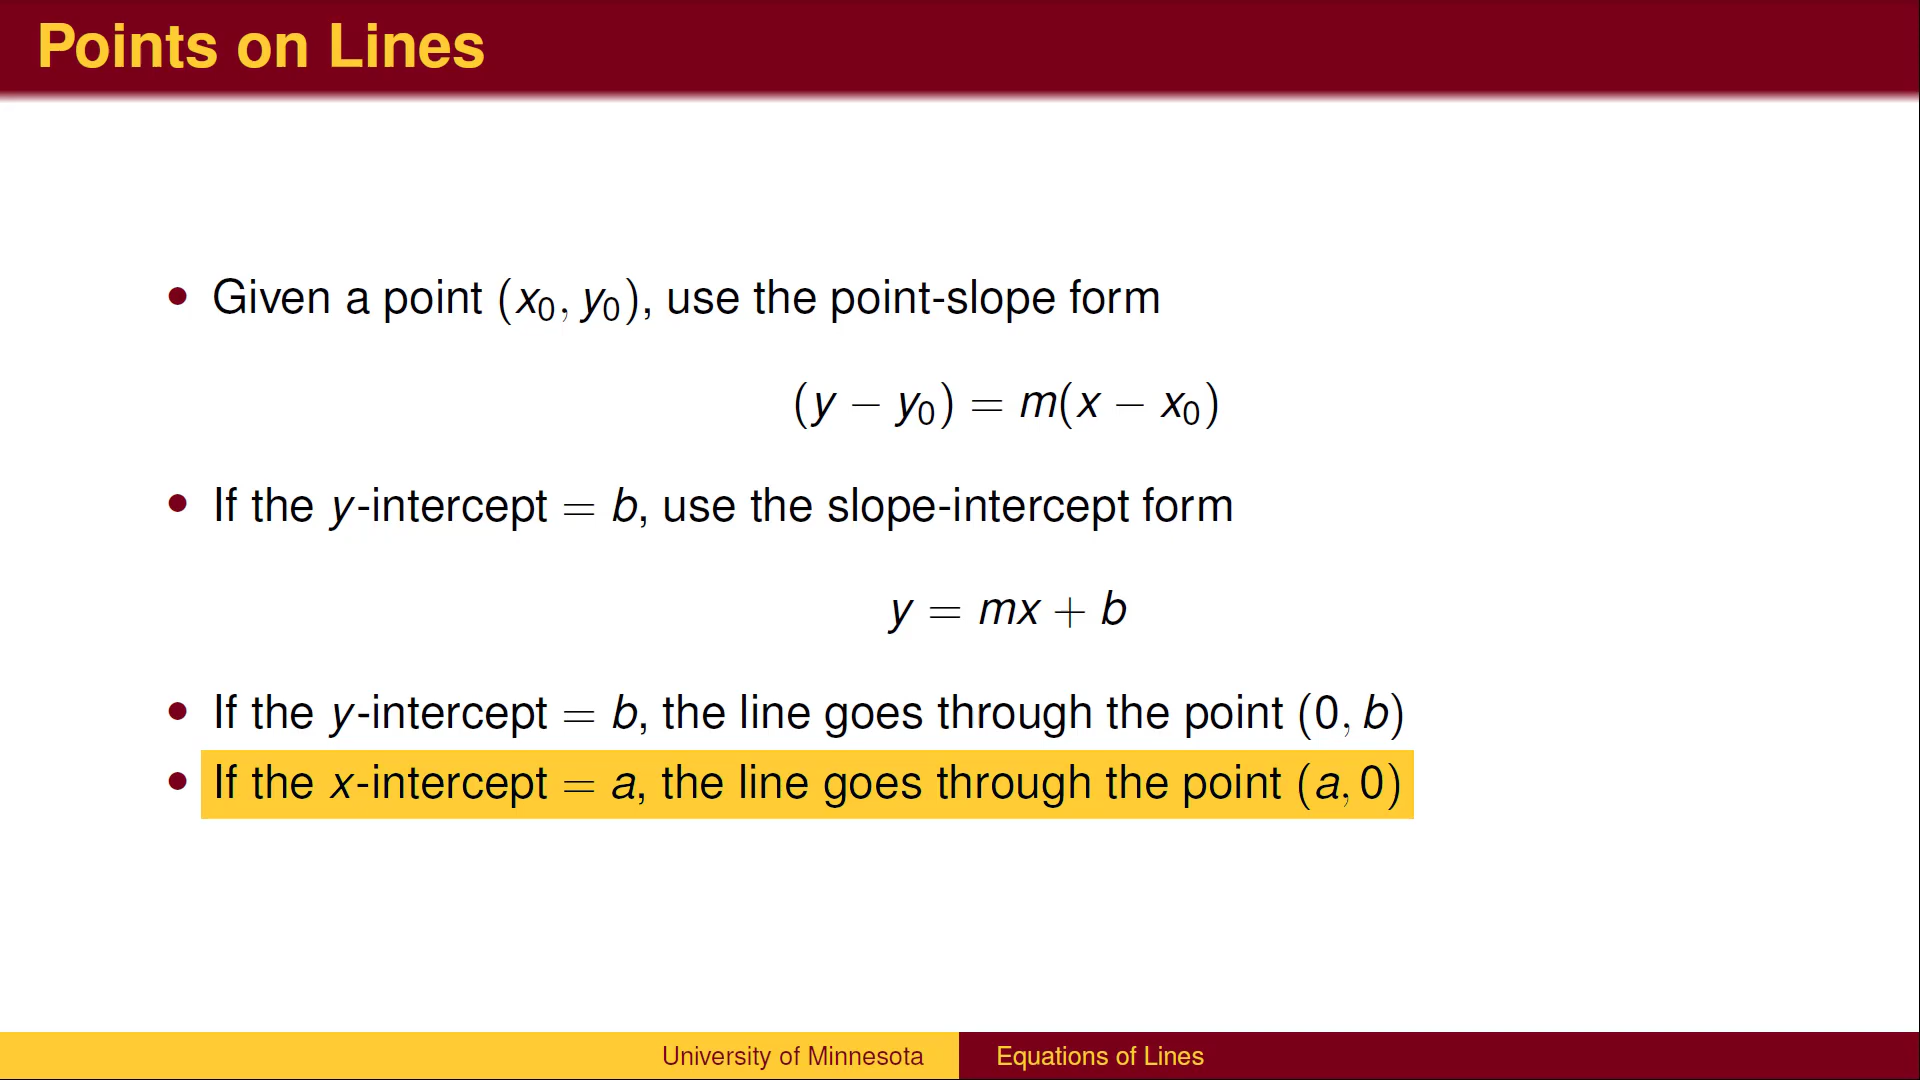 Points on Lines
• Given a point (x₀, y₀), use the point-slope form
(y − y₀) = m(x − x₀)
• If the y-intercept = b, use the slope-intercept form
y = mx + b
• If the y-intercept = b, the line goes through the point (0, b)
• If the x-intercept = a, the line goes through the point (a, 0)
University of Minnesota
Equations of Lines